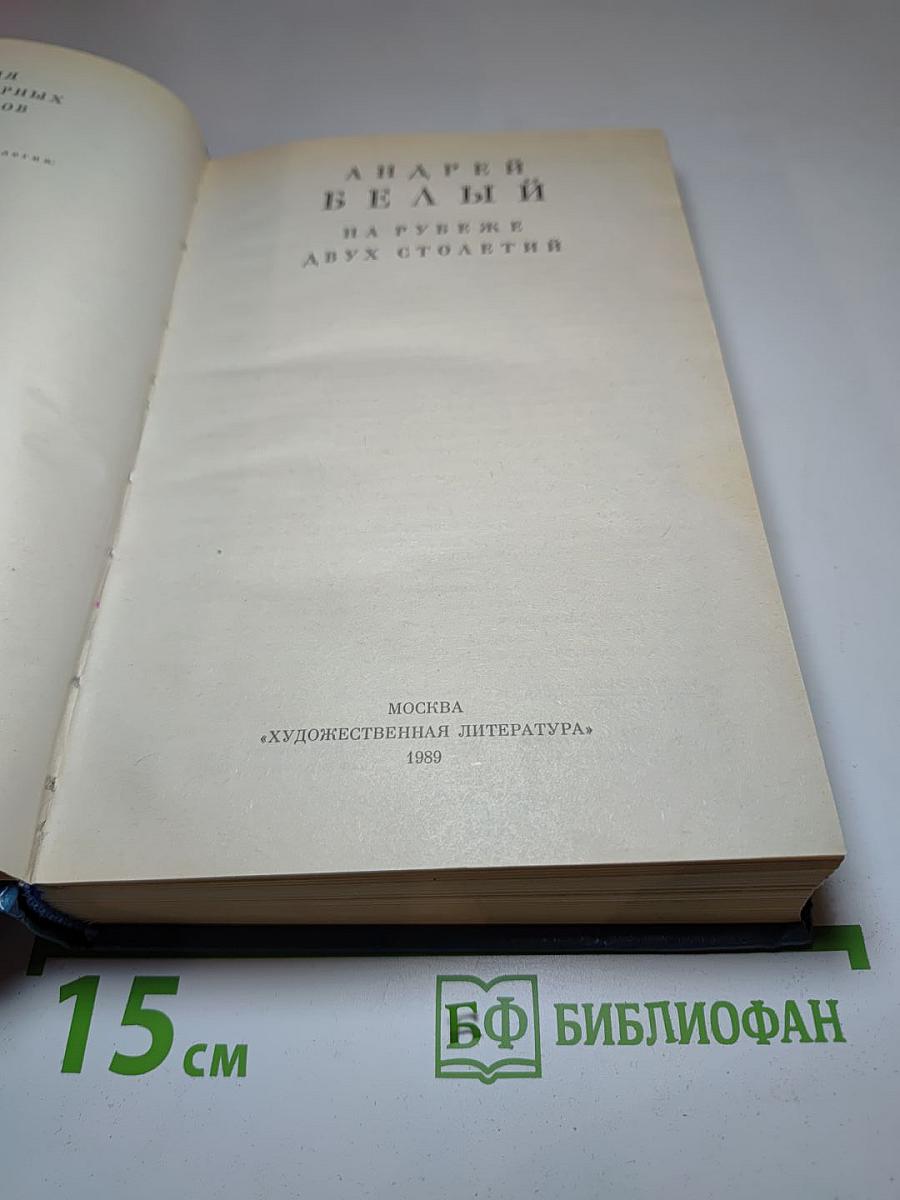 АНДРЕЙ
БЕЛЫЙ
НА РУБЕЖЕ
ДВУХ СТОЛЕТИЙ
МОСКВА
«ХУДОЖЕСТВЕННАЯ ЛИТЕРАТУРА»
1989
15 см
БФ БИБЛИОФАН